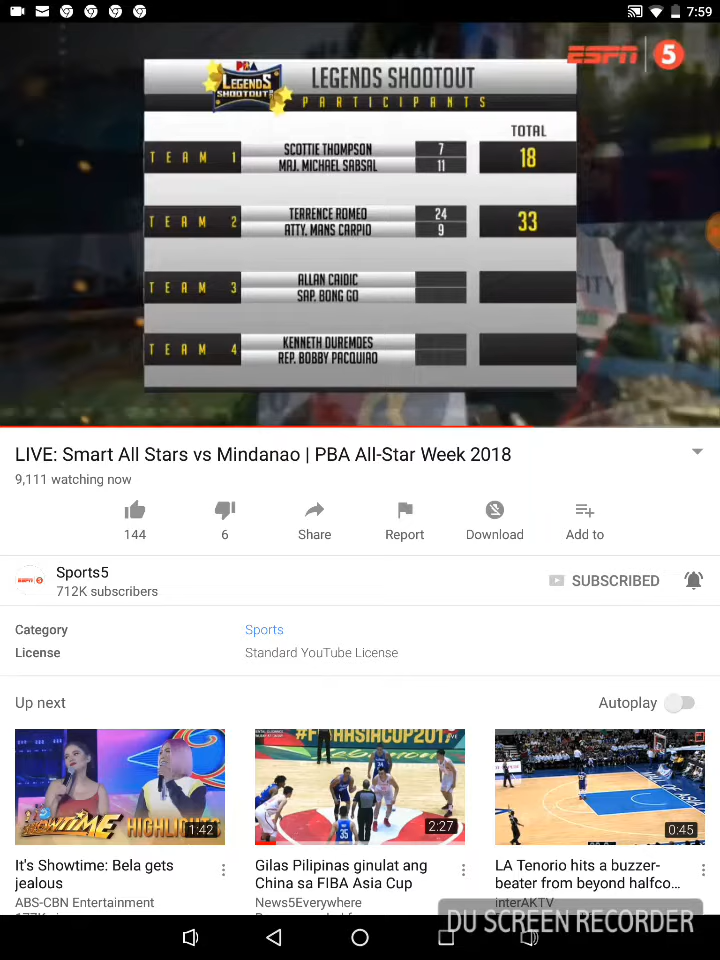 7:59
ESPN 5
PBA
LEGENDS
SHOOTOUT
LEGENDS SHOOTOUT
PARTICIPANTS
TOTAL
TEAM 1
SCOTTIE THOMPSON 7
MAJ. MICHAEL SABSAL 11
18
TEAM 2
TERRENCE ROMEO 24
ATTY. MANS CARPIO 9
33
TEAM 3
ALLAN CAIDIC
SAP. BONG GO
TEAM 4
KENNETH DUREMDES
REP. BOBBY PACQUIAO
CITY
LIVE: Smart All Stars vs Mindanao | PBA All-Star Week 2018
9,111 watching now
144
6
Share
Report
Download
Add to
Sports5
712K subscribers
SUBSCRIBED
Category Sports
License Standard YouTube License
Up next
Autoplay
SHOWTIME HIGHLIGHTS
1:42
#FIBAASIACUP2017
35
2:27
0:45
It's Showtime: Bela gets
jealous
ABS-CBN Entertainment
Gilas Pilipinas ginulat ang
China sa FIBA Asia Cup
News5Everywhere
LA Tenorio hits a buzzer-
beater from beyond halfco...
interAKTV
DU SCREEN RECORDER